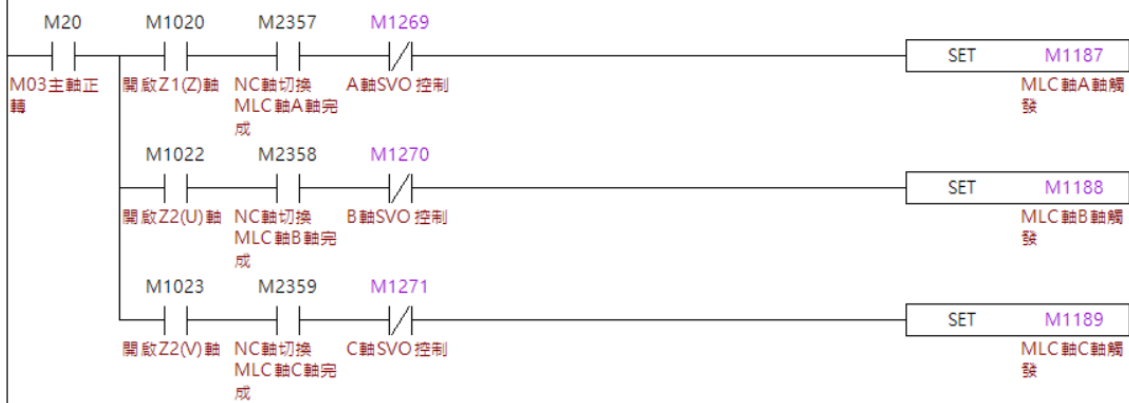 M20 M1020 M2357 M1269
SET M1187
M03主軸正
轉
開啟Z1(Z)軸
NC軸切換
MLC軸A軸完
成
A軸SVO控制
MLC軸A軸觸
發
M1022 M2358 M1270
SET M1188
開啟Z2(U)軸
NC軸切換
MLC軸B軸完
成
B軸SVO控制
MLC軸B軸觸
發
M1023 M2359 M1271
SET M1189
開啟Z2(V)軸
NC軸切換
MLC軸C軸完
成
C軸SVO控制
MLC軸C軸觸
發